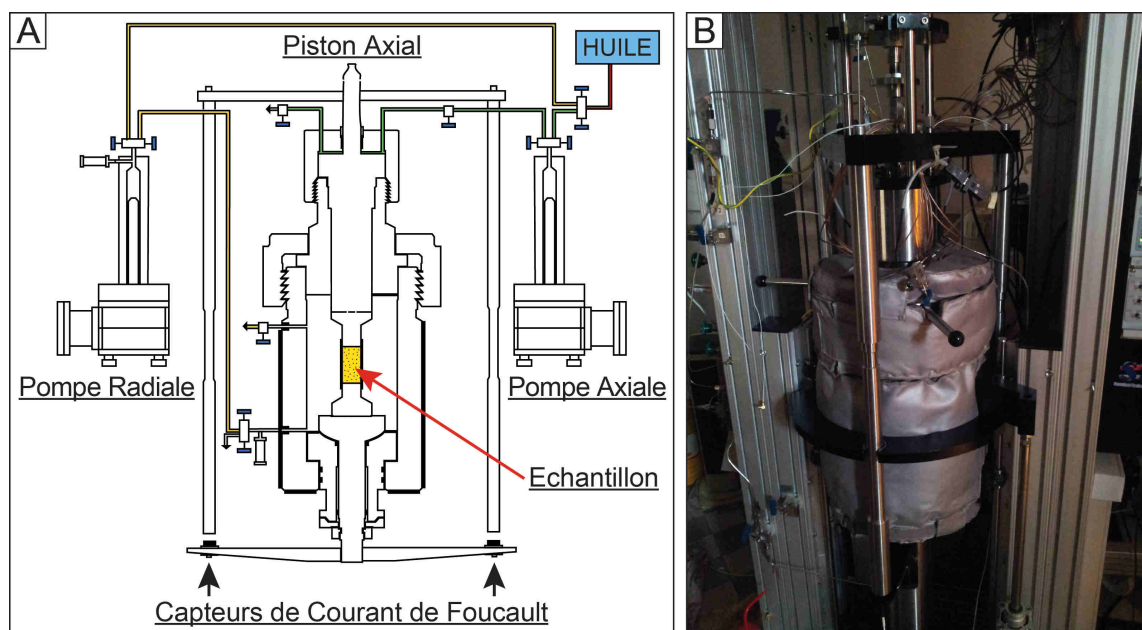 A
Piston Axial
HUILE
B
Pompe Radiale
Pompe Axiale
Echantillon
Capteurs de Courant de Foucault